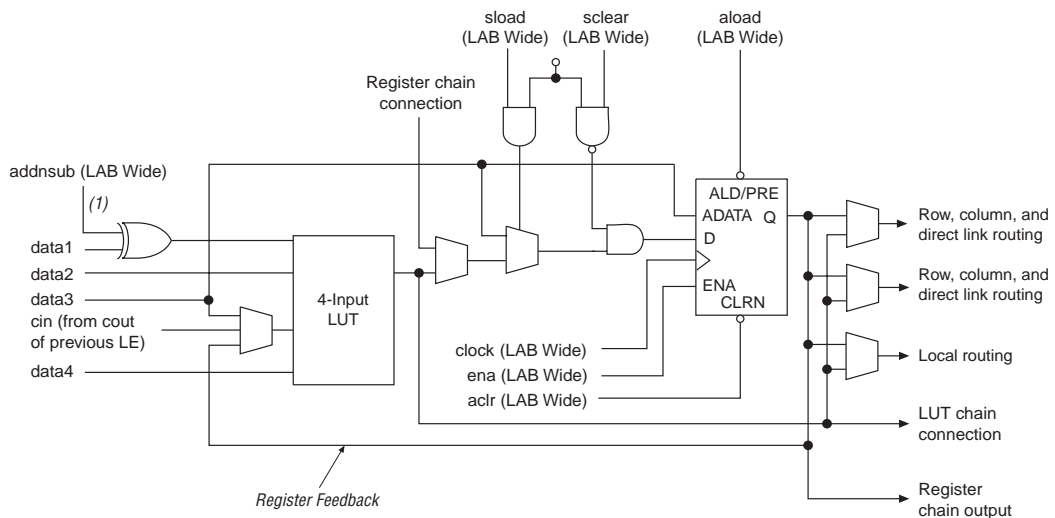 sload
(LAB Wide)
sclear
(LAB Wide)
aload
(LAB Wide)
Register chain
connection
addnsub (LAB Wide)
(1)
data1
data2
data3
cin (from cout
of previous LE)
data4
4-Input
LUT
ALD/PRE
ADATA
Q
D
ENA
CLRN
clock (LAB Wide)
ena (LAB Wide)
aclr (LAB Wide)
Row, column, and
direct link routing
Row, column, and
direct link routing
Local routing
LUT chain
connection
Register
chain output
Register Feedback